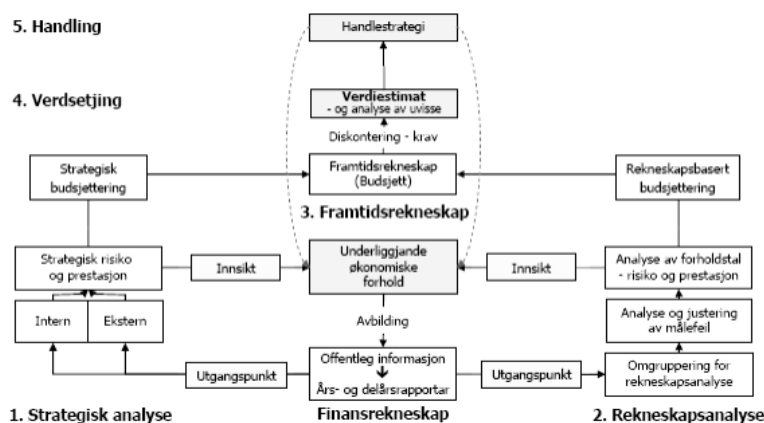 5. Handling
Handlestrategi
4. Verdsetjing
Verdiestimat
- og analyse av uvisse
Diskontering - krav
Strategisk
budsjettering
Framtidsrekneskap
(Budsjett)
Rekneskapsbasert
budsjettering
3. Framtidsrekneskap
Strategisk risiko
og prestasjon
Innsikt
Underliggjande
økonomiske
forhold
Innsikt
Analyse av forholdstal
- risiko og prestasjon
Intern
Ekstern
Avbilding
Analyse og justering
av målefeil
Utgangspunkt
Offentleg informasjon
Års- og delårsrapportar
Utgangspunkt
Omgruppering for
rekneskapsanalyse
1. Strategisk analyse
Finansrekneskap
2. Rekneskapsanalyse